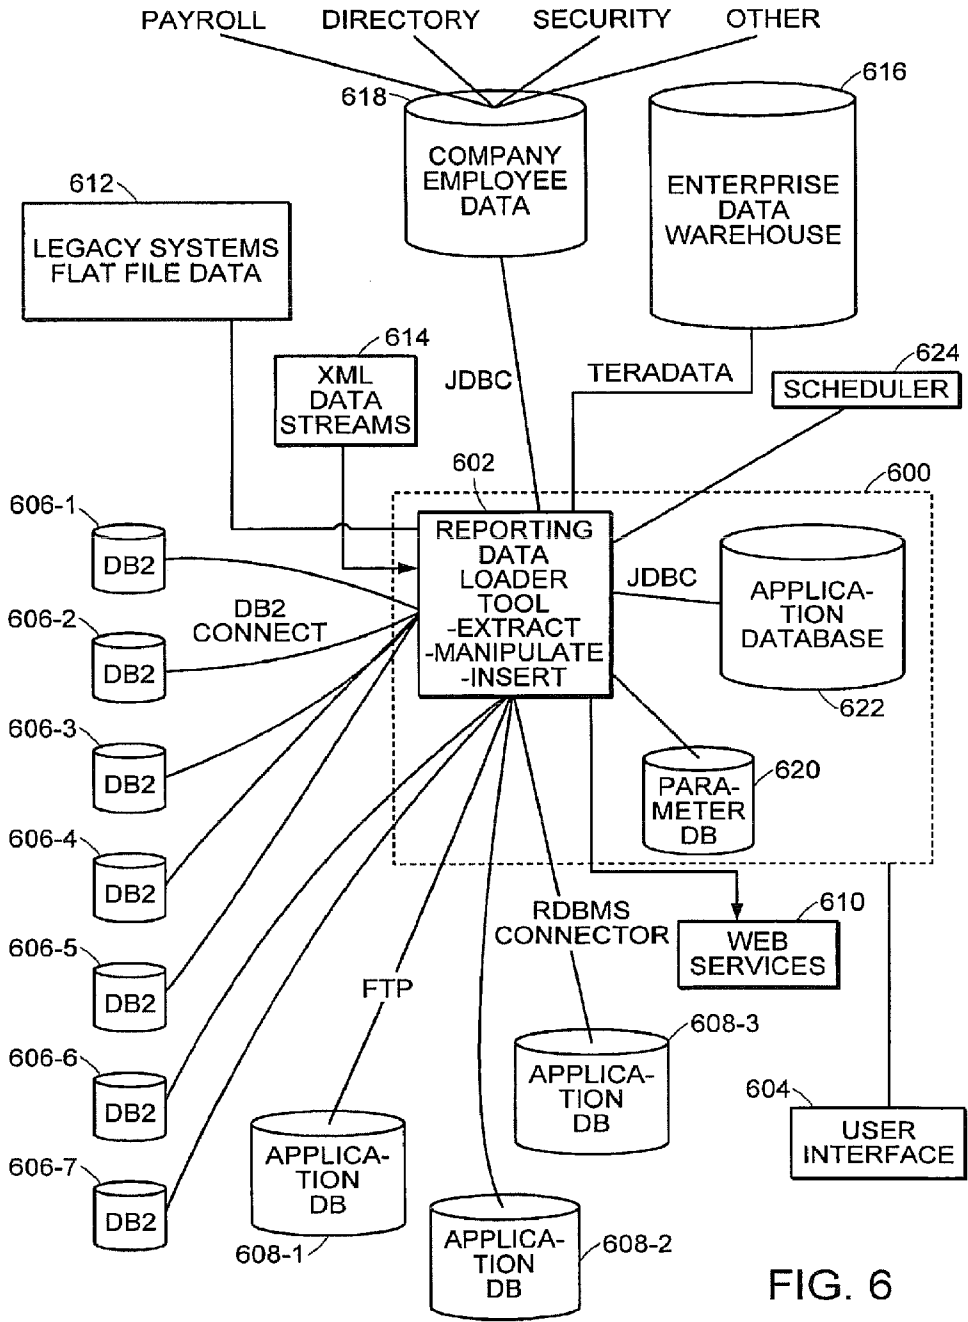 PAYROLL DIRECTORY SECURITY OTHER
618
616
COMPANY
EMPLOYEE
DATA
ENTERPRISE
DATA
WAREHOUSE
612
LEGACY SYSTEMS
FLAT FILE DATA
614
XML
DATA
STREAMS
JDBC
TERADATA
624
SCHEDULER
602
600
REPORTING
DATA
LOADER
TOOL
-EXTRACT
-MANIPULATE
-INSERT
JDBC
APPLICA-
TION
DATABASE
622
620
PARA-
METER
DB
606-1
DB2
DB2
CONNECT
606-2
DB2
606-3
DB2
606-4
DB2
606-5
DB2
606-6
DB2
606-7
DB2
RDBMS
CONNECTOR
FTP
610
WEB
SERVICES
608-3
APPLICA-
TION
DB
604
USER
INTERFACE
APPLICA-
TION
DB
608-1
APPLICA-
TION
DB
608-2
FIG. 6